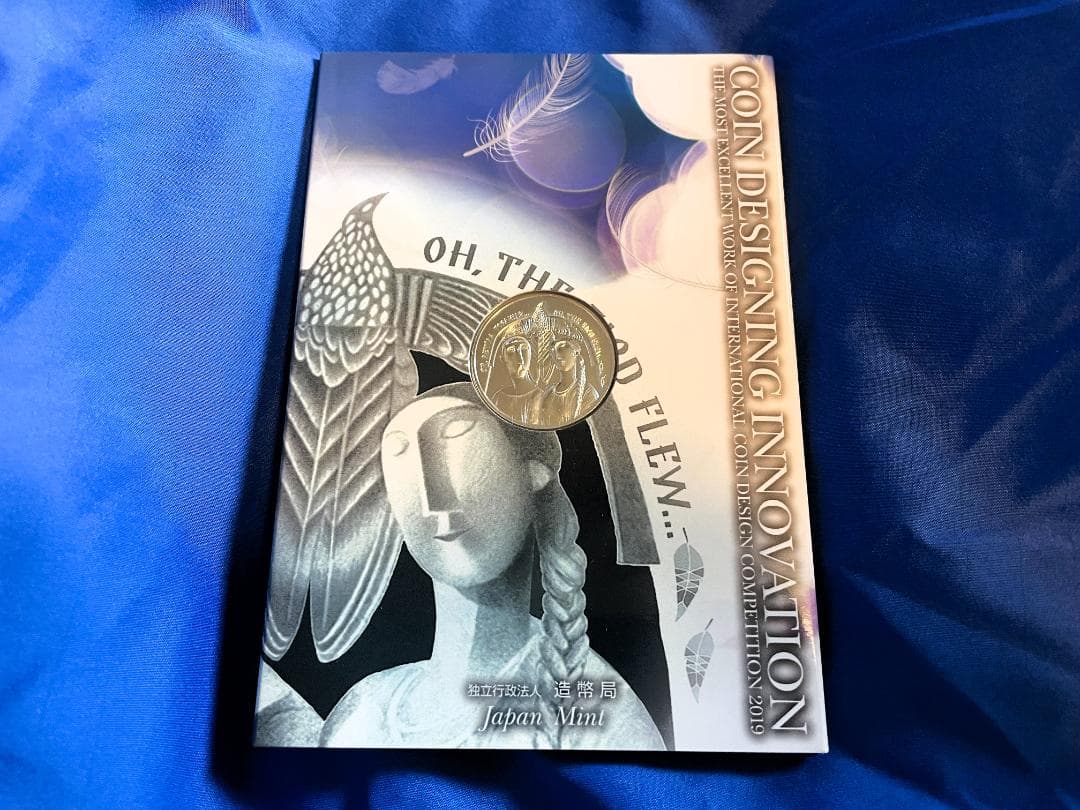 COIN DESIGNING INNOVATION
THE MOST EXCELLENT WORK OF INTERNATIONAL COIN DESIGN COMPETITION 2019
OH, THE
FLEW...
独立行政法人 造幣局
Japan Mint